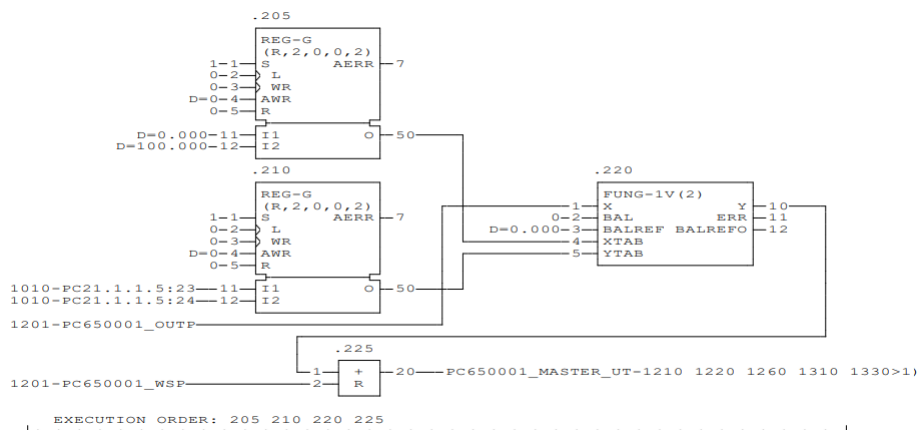 .205
REG-G
(R,2,0,0,2)
1-1 S AERR 7
0-2 L
0-3 WR
D=0-4 AWR
0-5 R
D=0.000-11 I1 O 50
D=100.000-12 I2
.210 .220
REG-G FUNG-1V(2)
(R,2,0,0,2) 1 X Y 10
1-1 S AERR 7 0-2 BAL ERR 11
0-2 L D=0.000-3 BALREF BALREFO 12
0-3 WR 4 XTAB
D=0-4 AWR 5 YTAB
0-5 R
1010-PC21.1.1.5:23 11 I1 O 50
1010-PC21.1.1.5:24 12 I2
1201-PC650001_OUTP
.225
1 + 20 PC650001_MASTER_UT-1210 1220 1260 1310 1330>1)
1201-PC650001_WSP 2 R
EXECUTION ORDER: 205 210 220 225